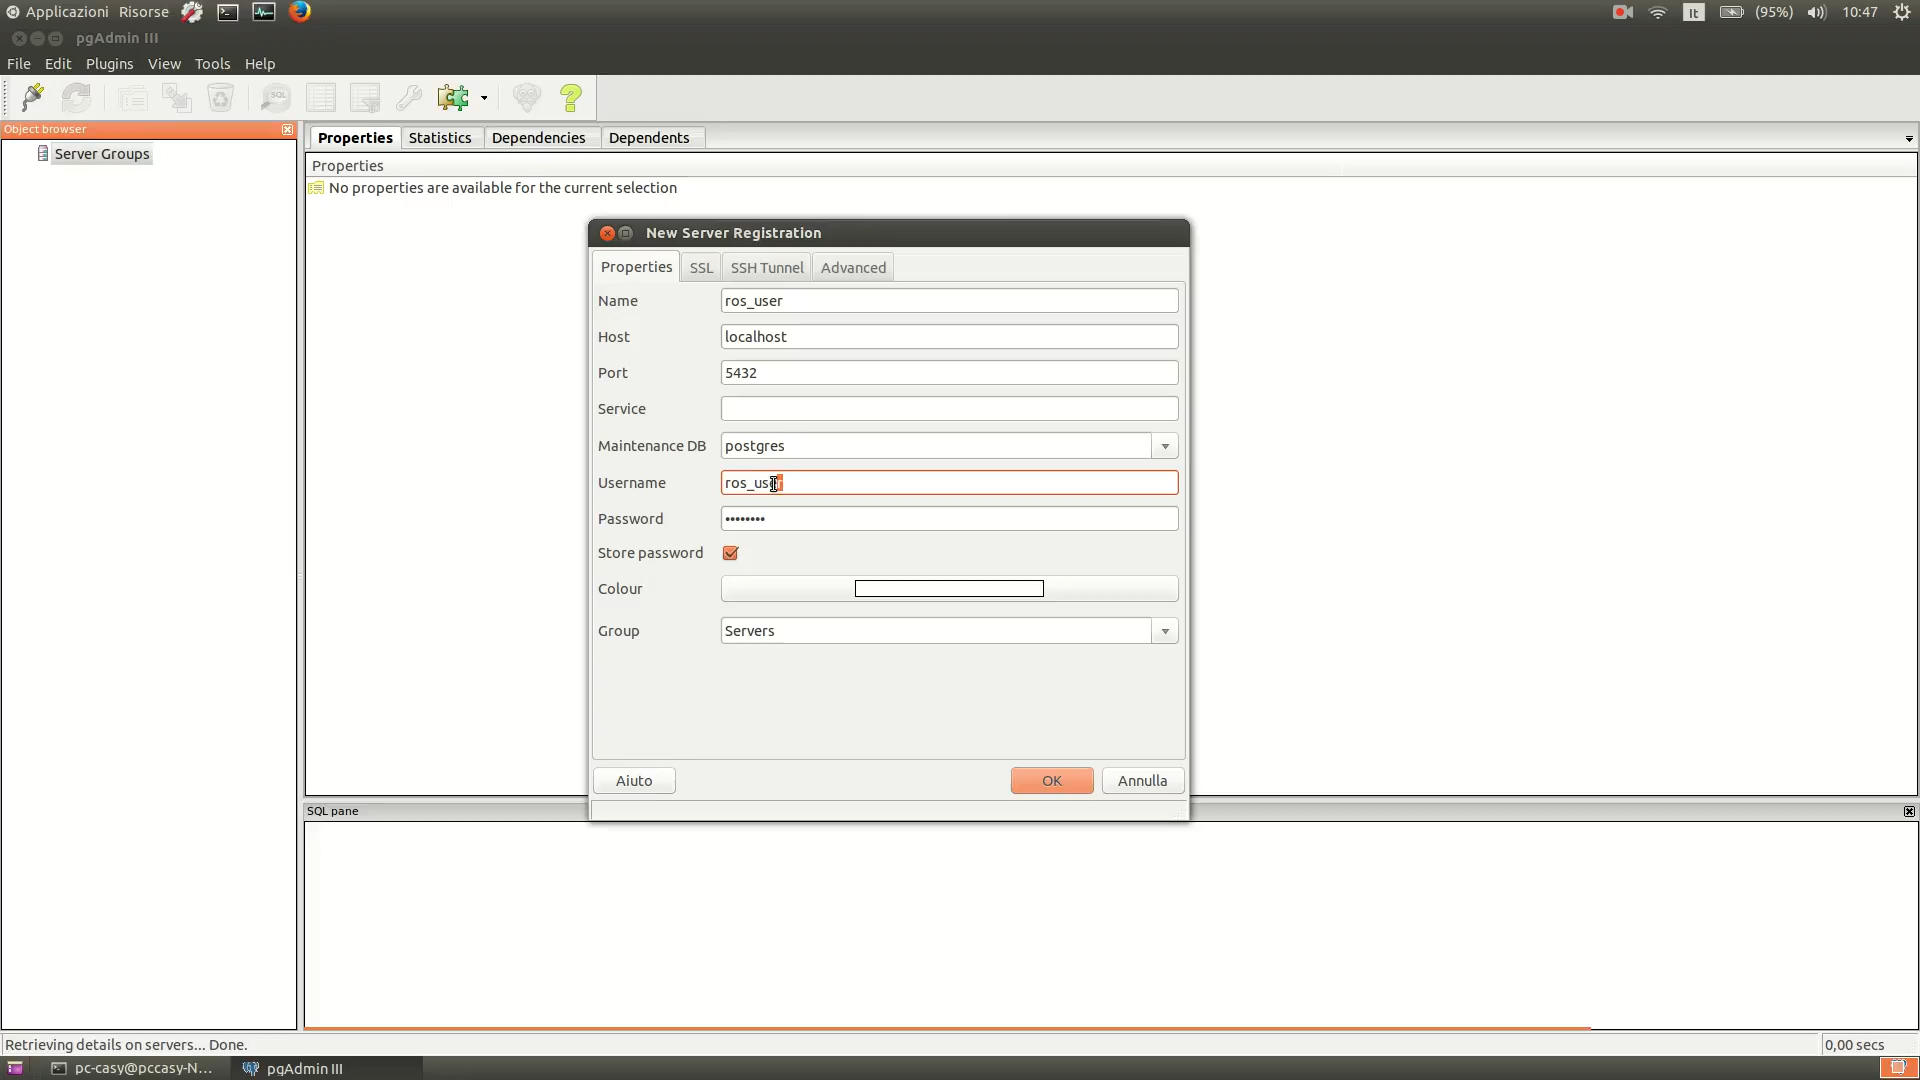 Applicazioni Risorse It (95%) 10:47
pgAdmin III
File Edit Plugins View Tools Help
SQL
Object browser
Properties Statistics Dependencies Dependents
Server Groups
Properties
No properties are available for the current selection
New Server Registration
Properties SSL SSH Tunnel Advanced
Name ros_user
Host localhost
Port 5432
Service
Maintenance DB postgres
Username ros_user
Password ••••••••
Store password
Colour
Group Servers
Aiuto OK Annulla
SQL pane
Retrieving details on servers... Done. 0,00 secs
pc-casy@pccasy-N... pgAdmin III